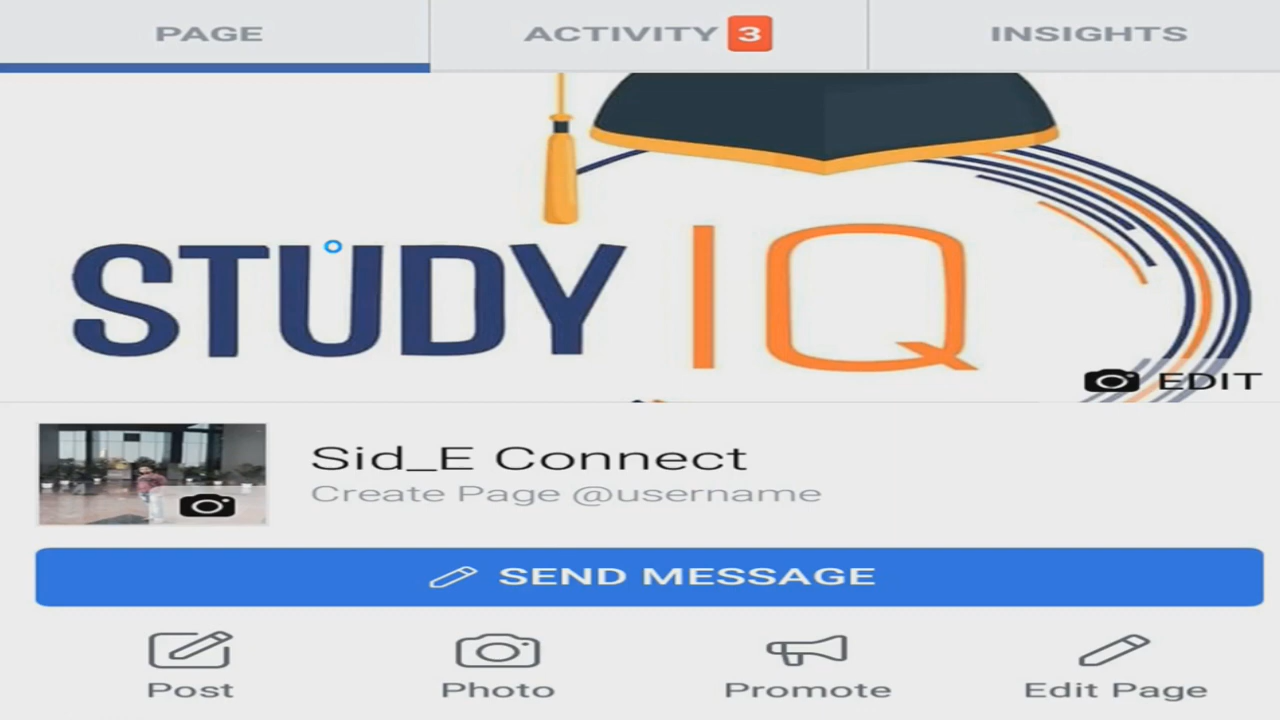 PAGE
ACTIVITY 3
INSIGHTS
STUDY IQ
EDIT
Sid_E Connect
Create Page @username
SEND MESSAGE
Post
Photo
Promote
Edit Page